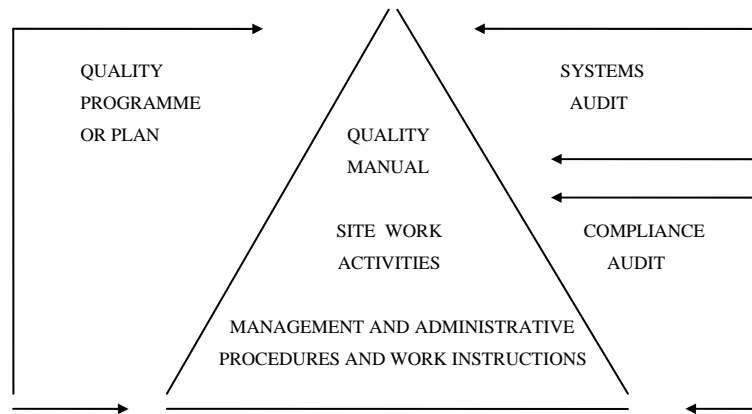 QUALITY
PROGRAMME
OR PLAN
SYSTEMS
AUDIT
QUALITY
MANUAL
SITE WORK
ACTIVITIES
COMPLIANCE
AUDIT
MANAGEMENT AND ADMINISTRATIVE
PROCEDURES AND WORK INSTRUCTIONS